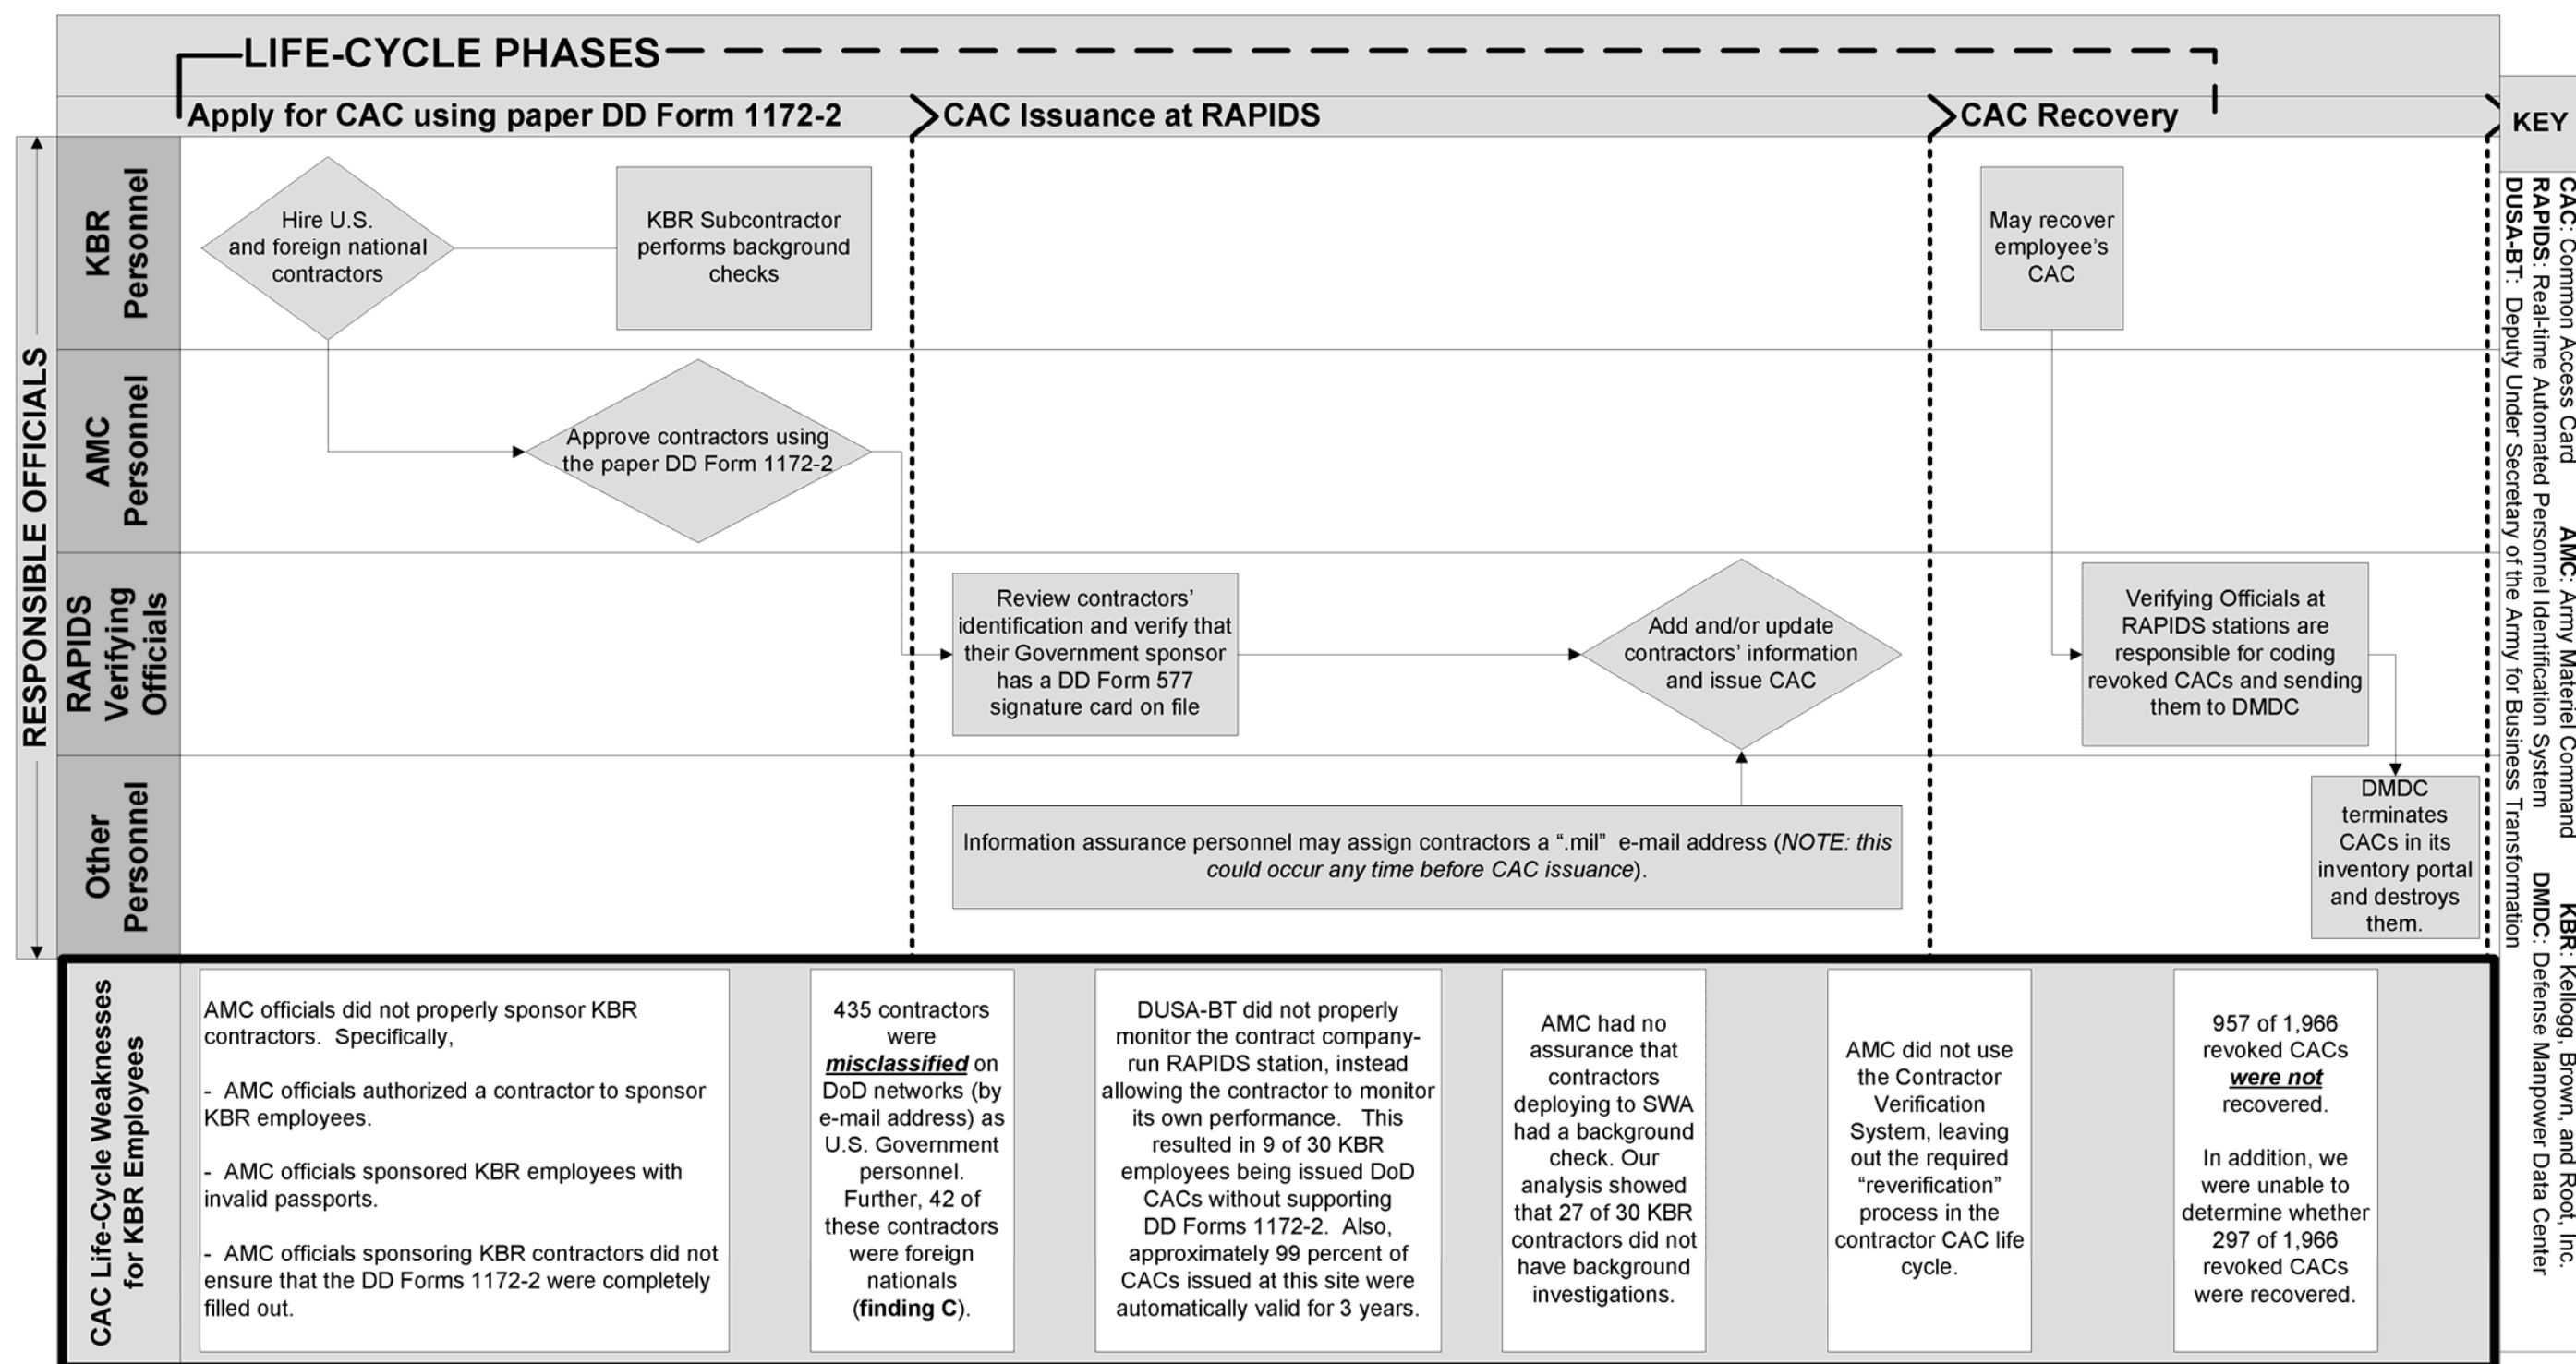 LIFE-CYCLE PHASES
Apply for CAC using paper DD Form 1172-2
CAC Issuance at RAPIDS
CAC Recovery
KEY
RESPONSIBLE OFFICIALS
KBR
Personnel
Hire U.S.
and foreign national
contractors
KBR Subcontractor
performs background
checks
May recover
employee's
CAC
AMC
Personnel
Approve contractors using
the paper DD Form 1172-2
RAPIDS
Verifying
Officials
Review contractors'
identification and verify that
their Government sponsor
has a DD Form 577
signature card on file
Add and/or update
contractors' information
and issue CAC
Verifying Officials at
RAPIDS stations are
responsible for coding
revoked CACs and sending
them to DMDC
Other
Personnel
Information assurance personnel may assign contractors a “.mil” e-mail address (NOTE: this
could occur any time before CAC issuance).
DMDC
terminates
CACs in its
inventory portal
and destroys
them.
CAC Life-Cycle Weaknesses
for KBR Employees
AMC officials did not properly sponsor KBR
contractors. Specifically,
- AMC officials authorized a contractor to sponsor
KBR employees.
- AMC officials sponsored KBR employees with
invalid passports.
- AMC officials sponsoring KBR contractors did not
ensure that the DD Forms 1172-2 were completely
filled out.
435 contractors
were
misclassified on
DoD networks (by
e-mail address) as
U.S. Government
personnel.
Further, 42 of
these contractors
were foreign
nationals
(finding C).
DUSA-BT did not properly
monitor the contract company-
run RAPIDS station, instead
allowing the contractor to monitor
its own performance. This
resulted in 9 of 30 KBR
employees being issued DoD
CACs without supporting
DD Forms 1172-2. Also,
approximately 99 percent of
CACs issued at this site were
automatically valid for 3 years.
AMC had no
assurance that
contractors
deploying to SWA
had a background
check. Our
analysis showed
that 27 of 30 KBR
contractors did not
have background
investigations.
AMC did not use
the Contractor
Verification
System, leaving
out the required
“reverification”
process in the
contractor CAC life
cycle.
957 of 1,966
revoked CACs
were not
recovered.
In addition, we
were unable to
determine whether
297 of 1,966
revoked CACs
were recovered.
CAC: Common Access Card AMC: Army Materiel Command KBR: Kellogg, Brown, and Root, Inc.
RAPIDS: Real-time Automated Personnel Identification System DMDC: Defense Manpower Data Center
DUSA-BT: Deputy Under Secretary of the Army for Business Transformation